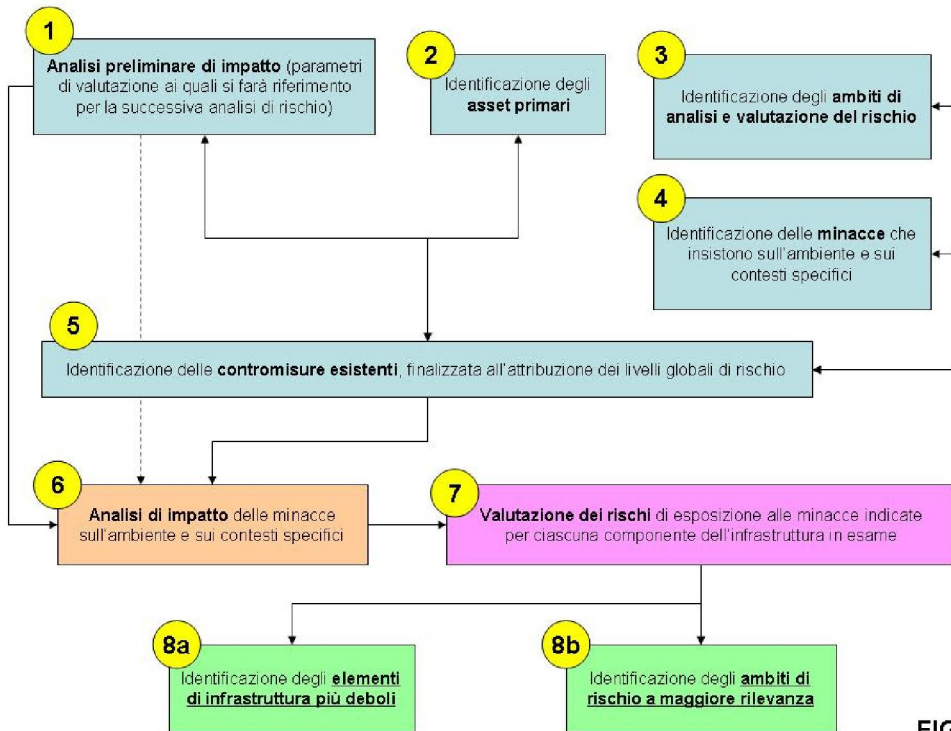 1
Analisi preliminare di impatto (parametri
di valutazione ai quali si farà riferimento
per la successiva analisi di rischio)
2
Identificazione degli
asset primari
3
Identificazione degli ambiti di
analisi e valutazione del rischio
4
Identificazione delle minacce che
insistono sull'ambiente e sui
contesti specifici
5
Identificazione delle contromisure esistenti, finalizzata all'attribuzione dei livelli globali di rischio
6
Analisi di impatto delle minacce
sull'ambiente e sui contesti specifici
7
Valutazione dei rischi di esposizione alle minacce indicate
per ciascuna componente dell'infrastruttura in esame
8a
Identificazione degli elementi
di infrastruttura più deboli
8b
Identificazione degli ambiti di
rischio a maggiore rilevanza
FIG